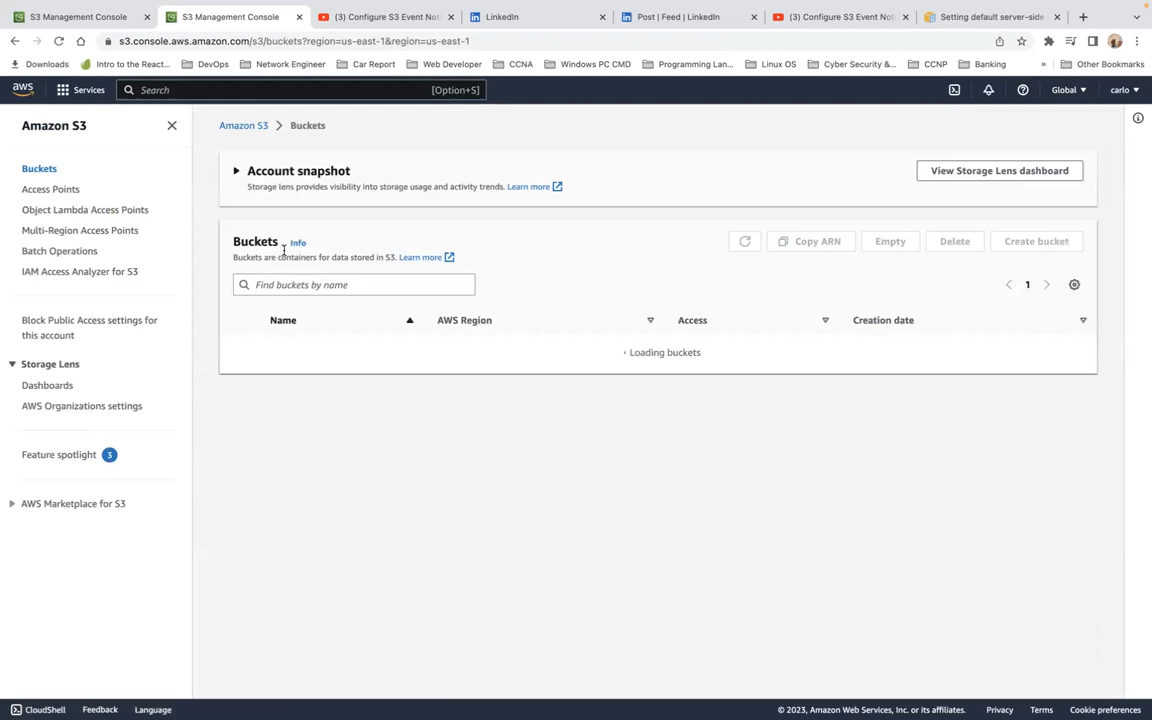 S3 Management Console
S3 Management Console
(3) Configure S3 Event Not
LinkedIn
Post | Feed | LinkedIn
(3) Configure S3 Event Not
Setting default server-side
s3.console.aws.amazon.com/s3/buckets?region=us-east-1&region=us-east-1
Downloads
Intro to the React...
DevOps
Network Engineer
Car Report
Web Developer
CCNA
Windows PC CMD
Programming Lan...
Linux OS
Cyber Security &...
CCNP
Banking
»
Other Bookmarks
aws
Services
Search
[Option+S]
Global
carlo
Amazon S3
Buckets
Access Points
Object Lambda Access Points
Multi-Region Access Points
Batch Operations
IAM Access Analyzer for S3
Block Public Access settings for
this account
Storage Lens
Dashboards
AWS Organizations settings
Feature spotlight 3
AWS Marketplace for S3
Amazon S3 > Buckets
Account snapshot
Storage lens provides visibility into storage usage and activity trends. Learn more
View Storage Lens dashboard
Buckets Info
Buckets are containers for data stored in S3. Learn more
Copy ARN
Empty
Delete
Create bucket
Find buckets by name
1
Name
AWS Region
Access
Creation date
Loading buckets
CloudShell
Feedback
Language
© 2023, Amazon Web Services, Inc. or its affiliates.
Privacy
Terms
Cookie preferences